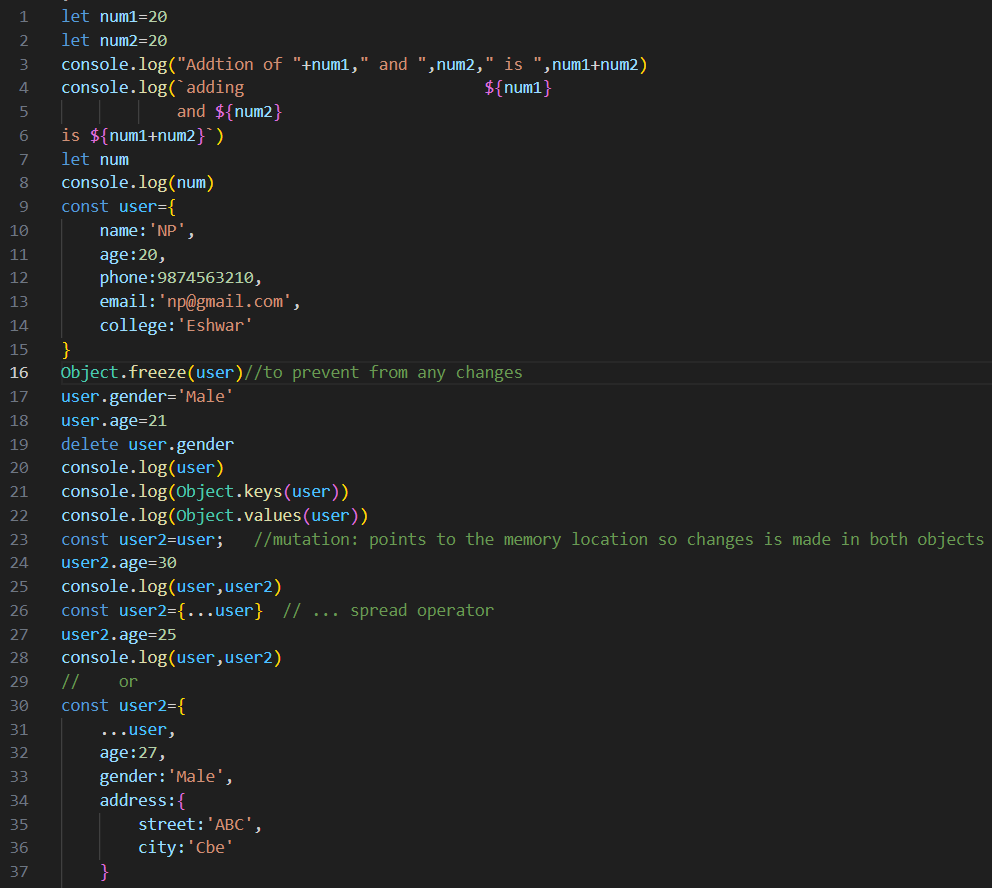 1 let num1=20
2 let num2=20
3 console.log("Addtion of "+num1," and ",num2," is ",num1+num2)
4 console.log(`adding                         ${num1}
5             and ${num2}
6 is ${num1+num2}`)
7 let num
8 console.log(num)
9 const user={
10     name:'NP',
11     age:20,
12     phone:9874563210,
13     email:'np@gmail.com',
14     college:'Eshwar'
15 }
16 Object.freeze(user)//to prevent from any changes
17 user.gender='Male'
18 user.age=21
19 delete user.gender
20 console.log(user)
21 console.log(Object.keys(user))
22 console.log(Object.values(user))
23 const user2=user;   //mutation: points to the memory location so changes is made in both objects
24 user2.age=30
25 console.log(user,user2)
26 const user2={...user}  // ... spread operator
27 user2.age=25
28 console.log(user,user2)
29 //    or
30 const user2={
31     ...user,
32     age:27,
33     gender:'Male',
34     address:{
35         street:'ABC',
36         city:'Cbe'
37     }